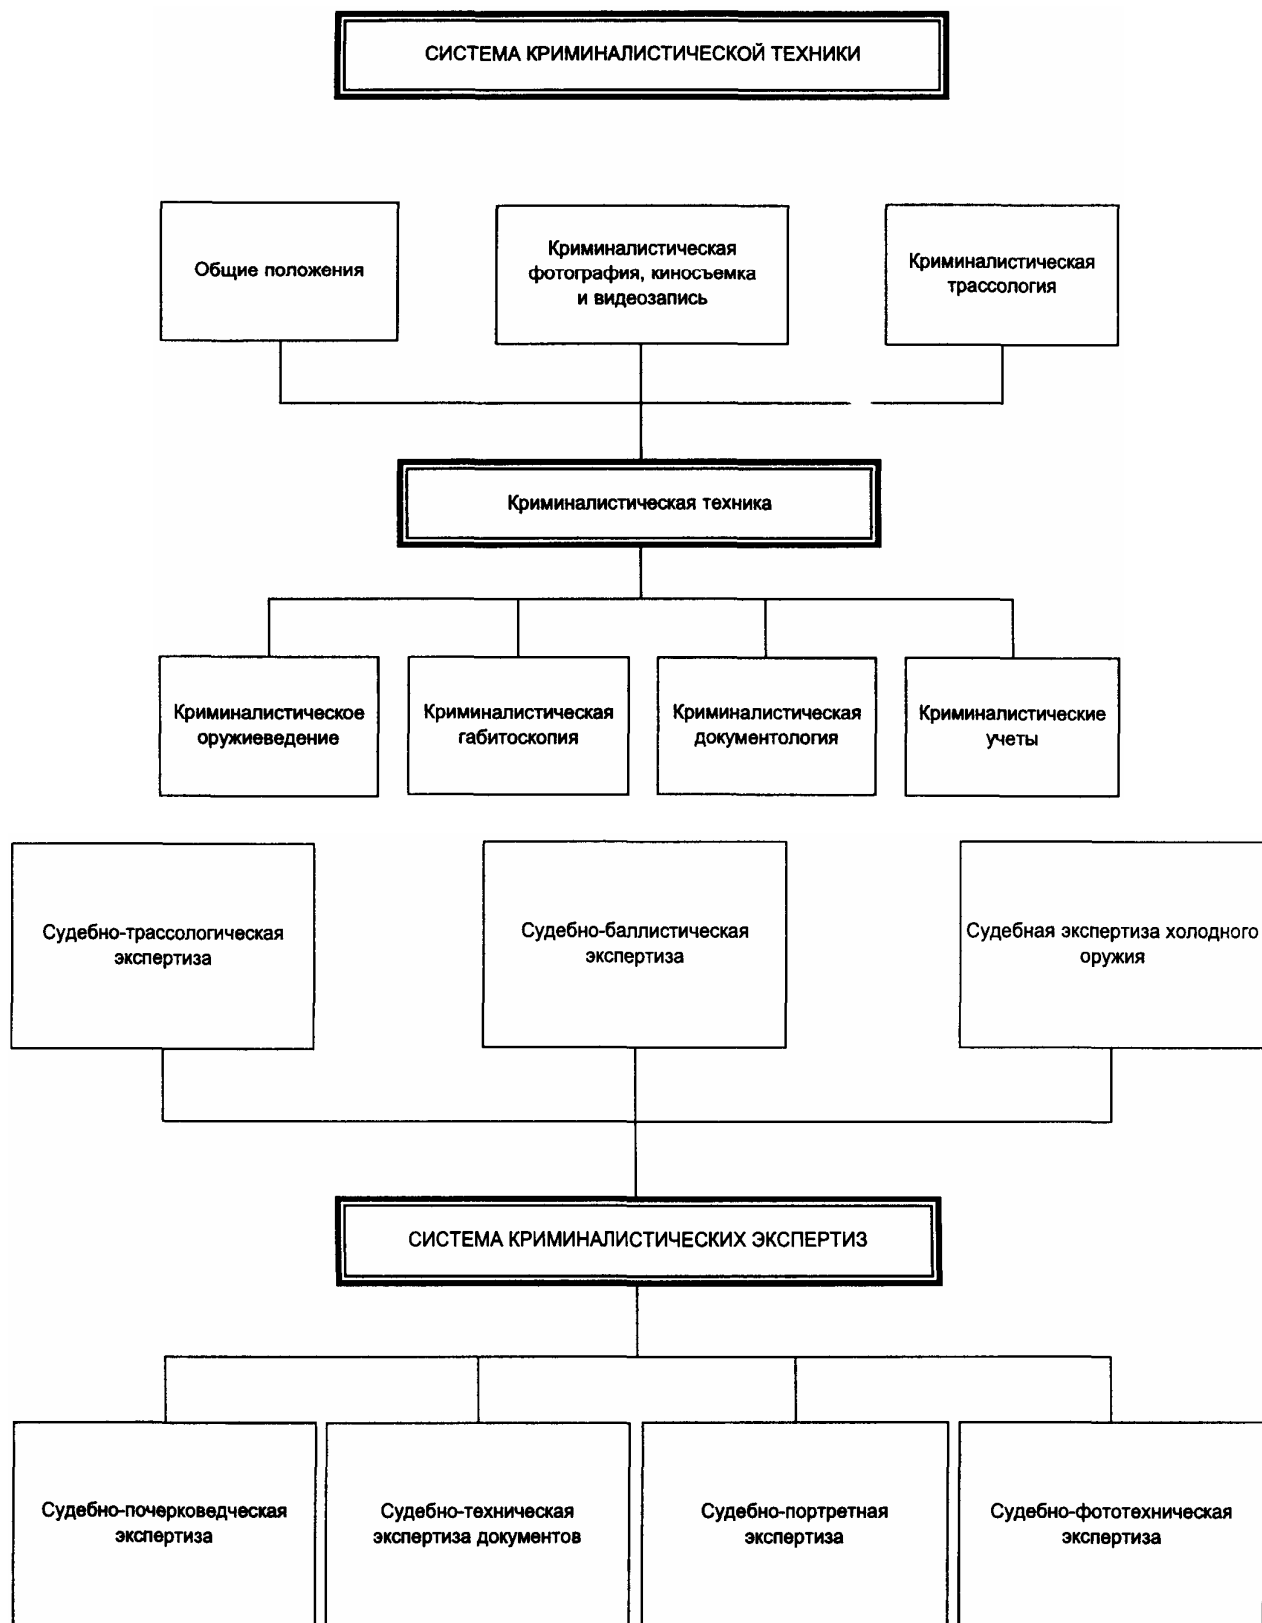 СИСТЕМА КРИМИНАЛИСТИЧЕСКОЙ ТЕХНИКИ
Общие положения
Криминалистическая
фотография, киносъемка
и видеозапись
Криминалистическая
трассология
Криминалистическая техника
Криминалистическое
оружиеведение
Криминалистическая
габитоскопия
Криминалистическая
документология
Криминалистические
учеты
Судебно-трассологическая
экспертиза
Судебно-баллистическая
экспертиза
Судебная экспертиза холодного
оружия
СИСТЕМА КРИМИНАЛИСТИЧЕСКИХ ЭКСПЕРТИЗ
Судебно-почерковедческая
экспертиза
Судебно-техническая
экспертиза документов
Судебно-портретная
экспертиза
Судебно-фототехническая
экспертиза